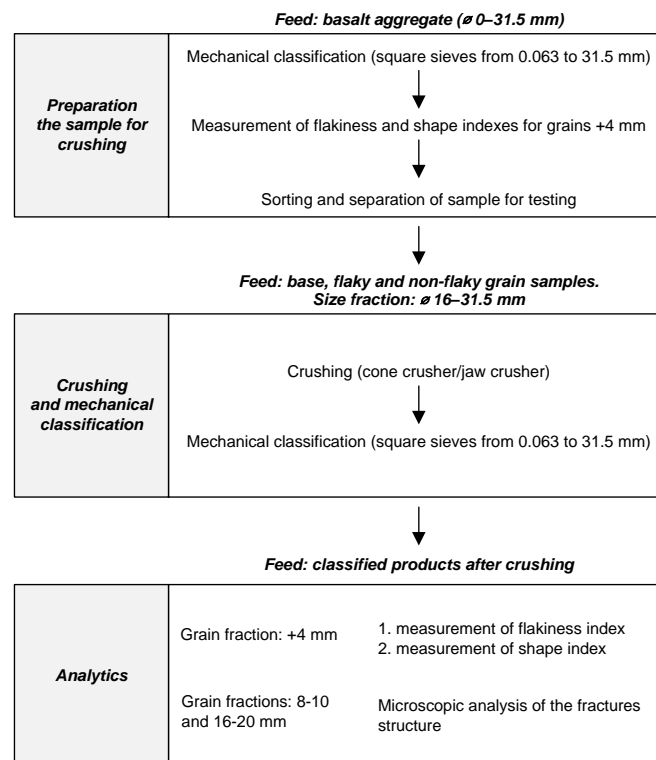 Feed: basalt aggregate (ø 0–31.5 mm)
Preparation
the sample for
crushing
Mechanical classification (square sieves from 0.063 to 31.5 mm)
Measurement of flakiness and shape indexes for grains +4 mm
Sorting and separation of sample for testing
Feed: base, flaky and non-flaky grain samples.
Size fraction: ø 16–31.5 mm
Crushing
and mechanical
classification
Crushing (cone crusher/jaw crusher)
Mechanical classification (square sieves from 0.063 to 31.5 mm)
Feed: classified products after crushing
Analytics
Grain fraction: +4 mm
1. measurement of flakiness index
2. measurement of shape index
Grain fractions: 8-10
and 16-20 mm
Microscopic analysis of the fractures
structure